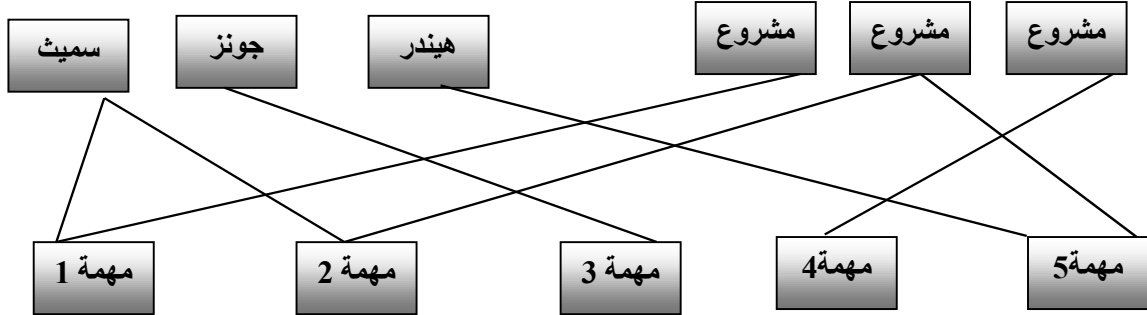 سميث
جونز
هيندر
مشروع
مشروع
مشروع
مهمة 1
مهمة 2
مهمة 3
مهمة4
مهمة5